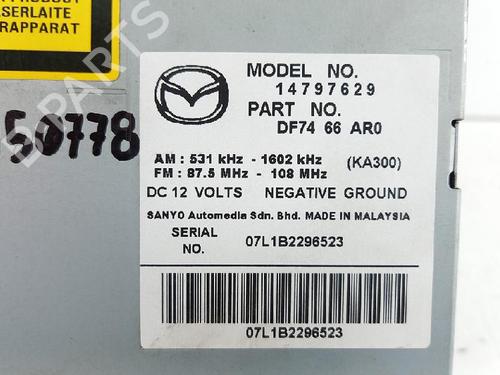 PRODUCT
ASERLAITE
RAPPARAT
50778
MODEL NO.
14797629
PART NO.
DF74 66 AR0
AM : 531 kHz - 1602 kHz (KA300)
FM : 87.5 MHz - 108 MHz
DC 12 VOLTS NEGATIVE GROUND
SANYO Automedia Sdn. Bhd. MADE IN MALAYSIA
SERIAL NO. 07L1B2296523
07L1B2296523